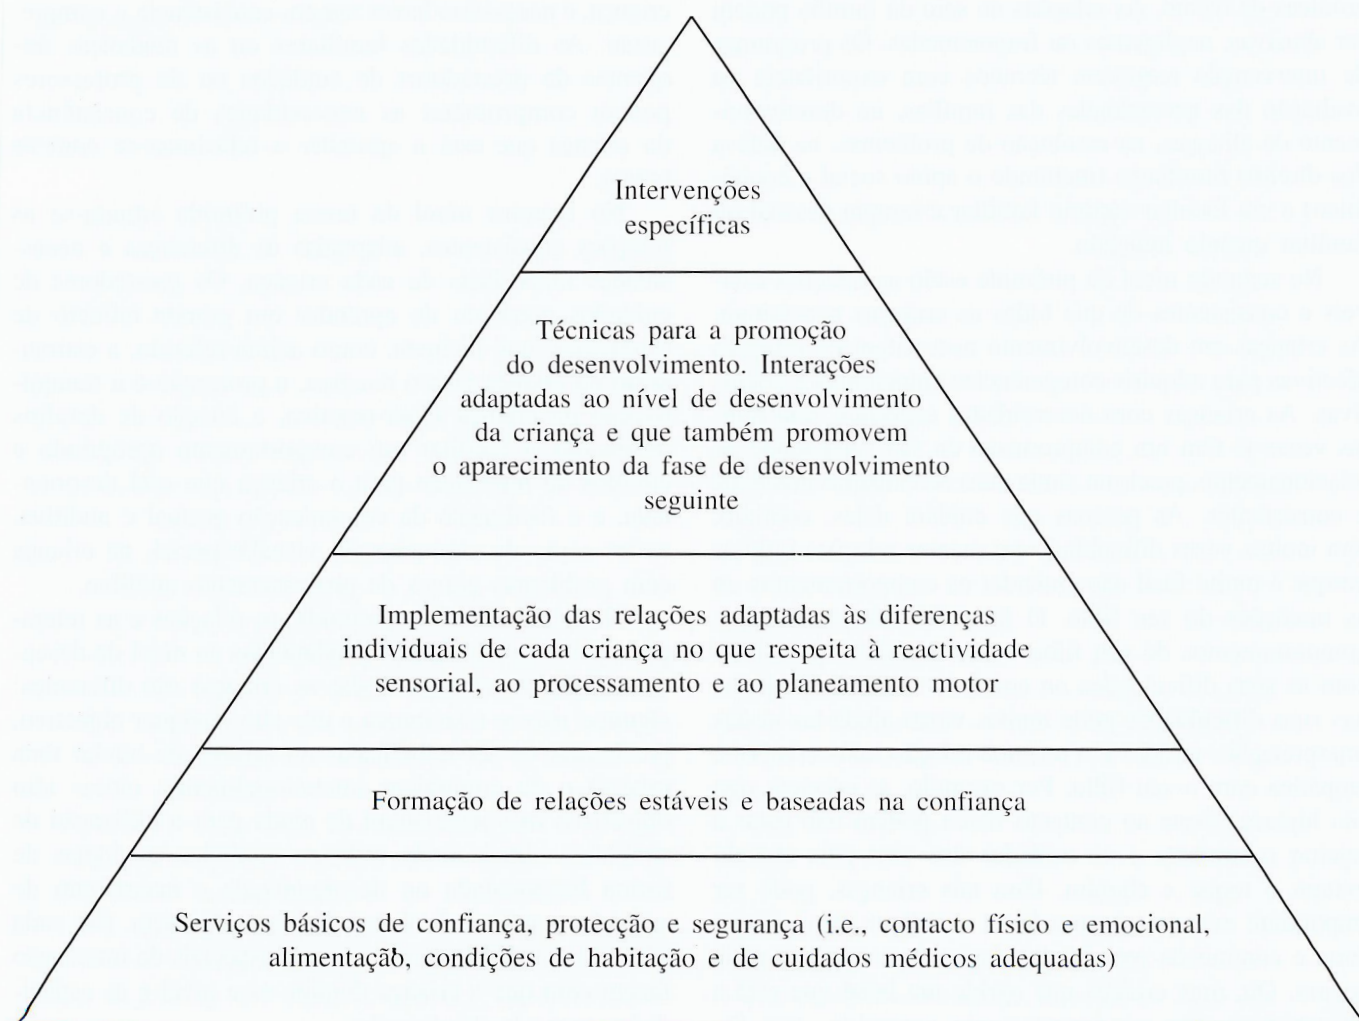 Intervenções
específicas
Técnicas para a promoção
do desenvolvimento. Interações
adaptadas ao nível de desenvolvimento
da criança e que também promovem
o aparecimento da fase de desenvolvimento
seguinte
Implementação das relações adaptadas às diferenças
individuais de cada criança no que respeita à reactividade
sensorial, ao processamento e ao planeamento motor
Formação de relações estáveis e baseadas na confiança
Serviços básicos de confiança, protecção e segurança (i.e., contacto físico e emocional,
alimentação, condições de habitação e de cuidados médicos adequadas)